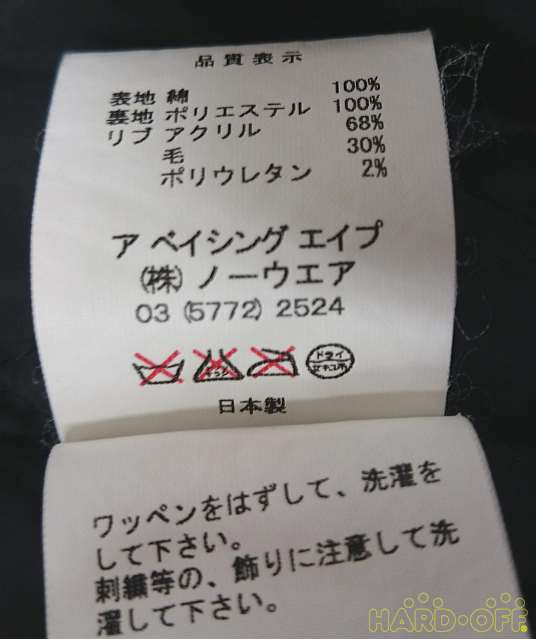 品質表示
表地 綿 100%
裏地 ポリエステル 100%
リブ アクリル 68%
毛 30%
ポリウレタン 2%
ア ベイシング エイプ
(株) ノーウエア
03 (5772) 2524
ドライ
日本製
ワッペンをはずして、洗濯を
して下さい。
刺繍等の、飾りに注意して洗
濯して下さい。
HARD・OFF